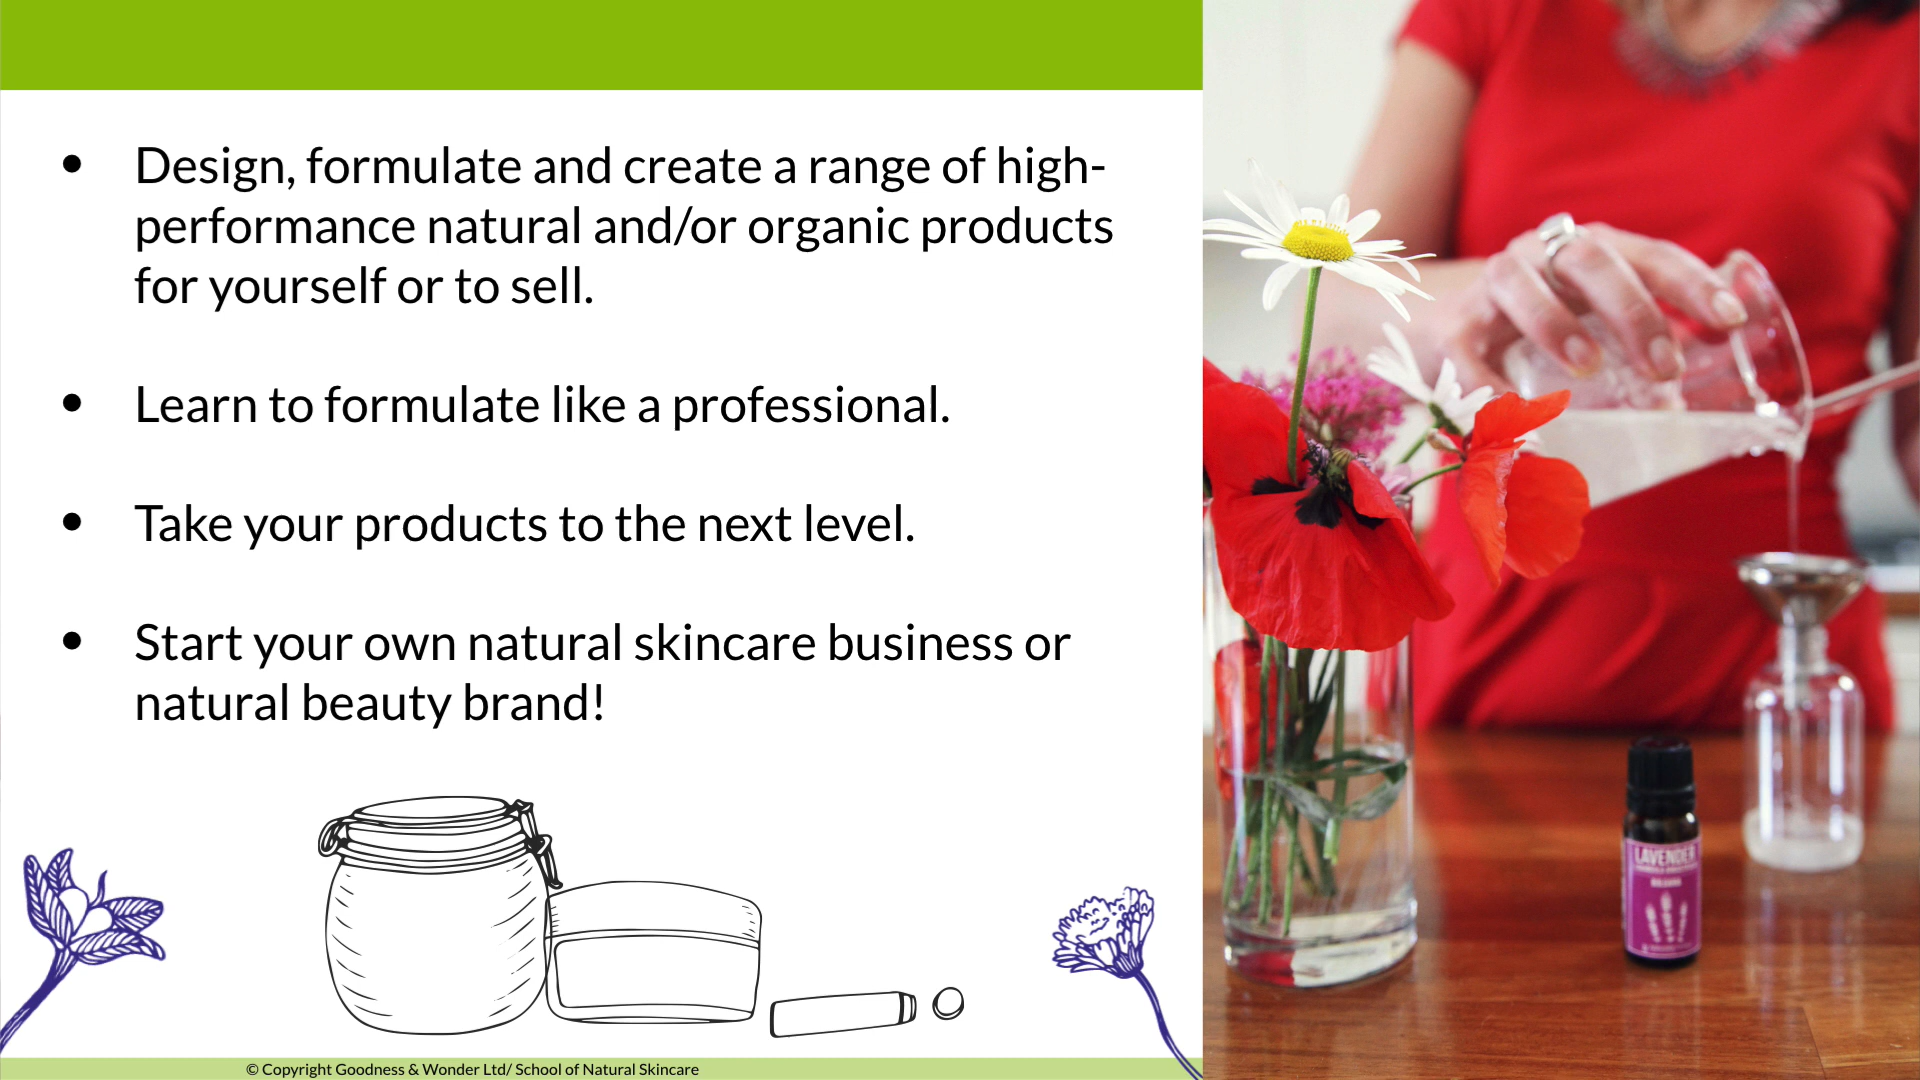 • Design, formulate and create a range of high-
performance natural and/or organic products
for yourself or to sell.
• Learn to formulate like a professional.
• Take your products to the next level.
• Start your own natural skincare business or
natural beauty brand!
LAVENDER
© Copyright Goodness & Wonder Ltd/ School of Natural Skincare